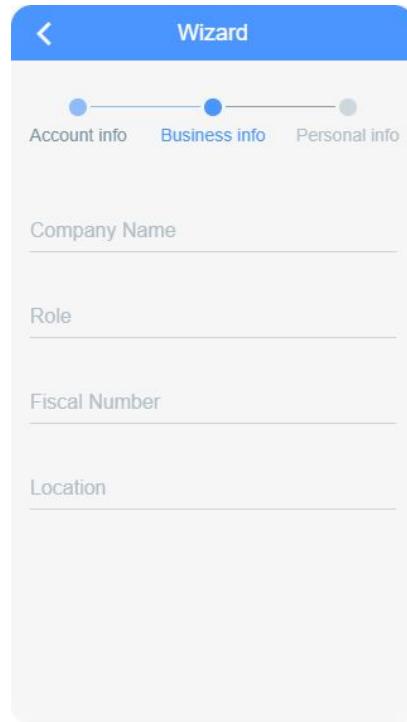 Wizard
Account info Business info Personal info
Company Name
Role
Fiscal Number
Location